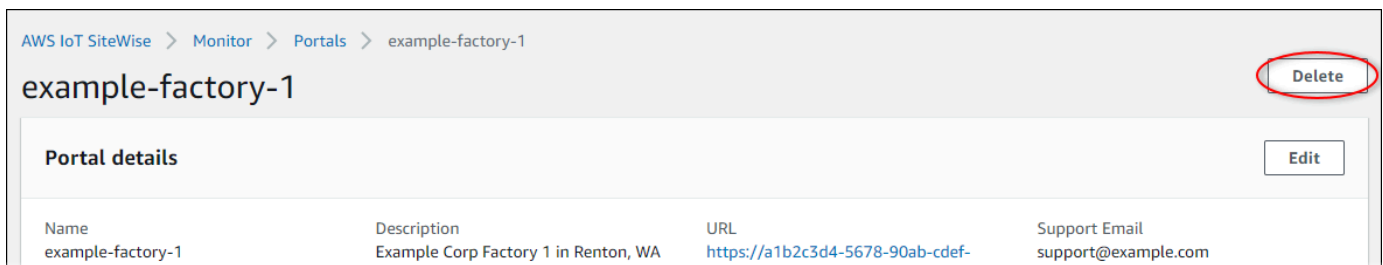 AWS IoT SiteWise > Monitor > Portals > example-factory-1
example-factory-1
Delete
Portal details
Edit
Name
example-factory-1
Description
Example Corp Factory 1 in Renton, WA
URL
https://a1b2c3d4-5678-90ab-cdef-
Support Email
support@example.com